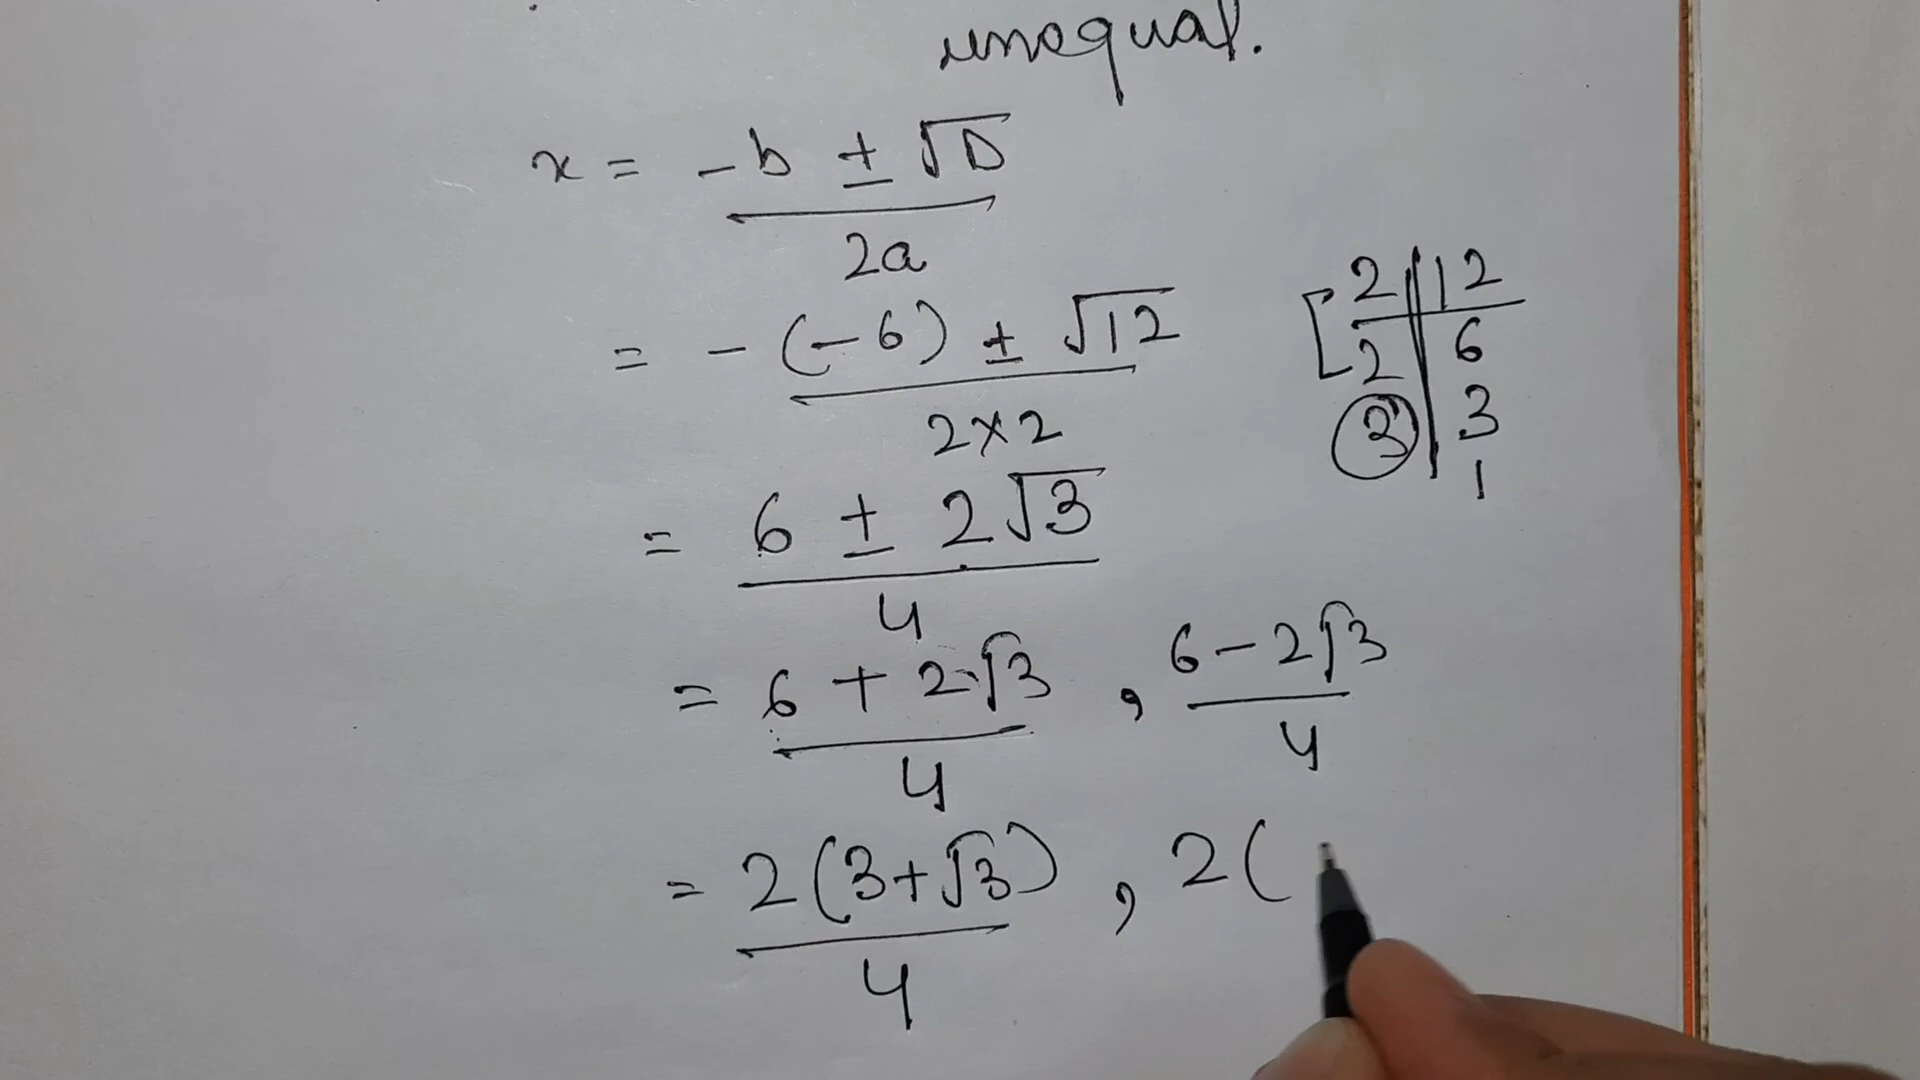 unequal.
x = -b ± √D
2a
= -(-6) ± √12
2×2
= 6 ± 2√3
4
= 6 + 2√3 , 6 - 2√3
4 4
= 2(3+√3) , 2(
4
2 | 12
2 | 6
3 | 3
1